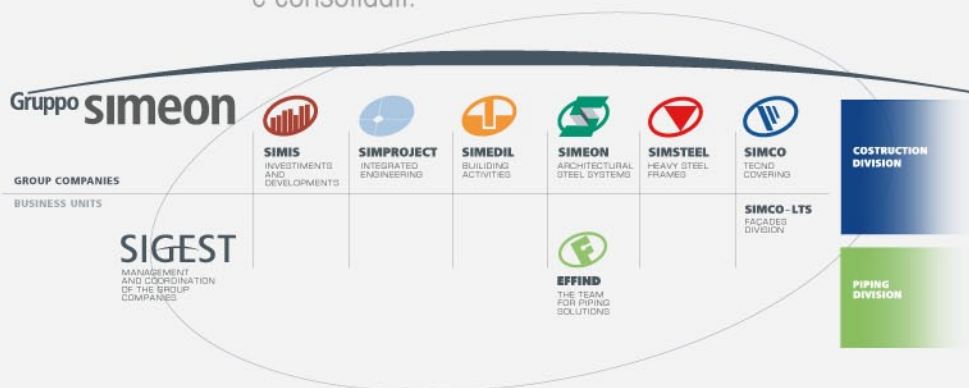 e consolidati.
Gruppo simeon
SIMIS
INVESTIMENTS
AND
DEVELOPMENTS
SIMPROJECT
INTEGRATED
ENGINEERING
SIMEDIL
BUILIDING
ACTIVITIES
SIMEON
ARCHITECTURAL
STEEL SYSTEMS
SIMSTEEL
HEAVY STEEL
FRAMES
SIMCO
TECNO
COVERING
COSTRUCTION
DIVISION
GROUP COMPANIES
BUSINESS UNITS
SIMCO-LTS
FAÇADES
DIVISION
SIGEST
MANAGEMENT
AND COORDINATION
OF THE GROUP
COMPANIES
F
EFFIND
THE TEAM
FOR PIPING
SOLUTIONS
PIPING
DIVISION